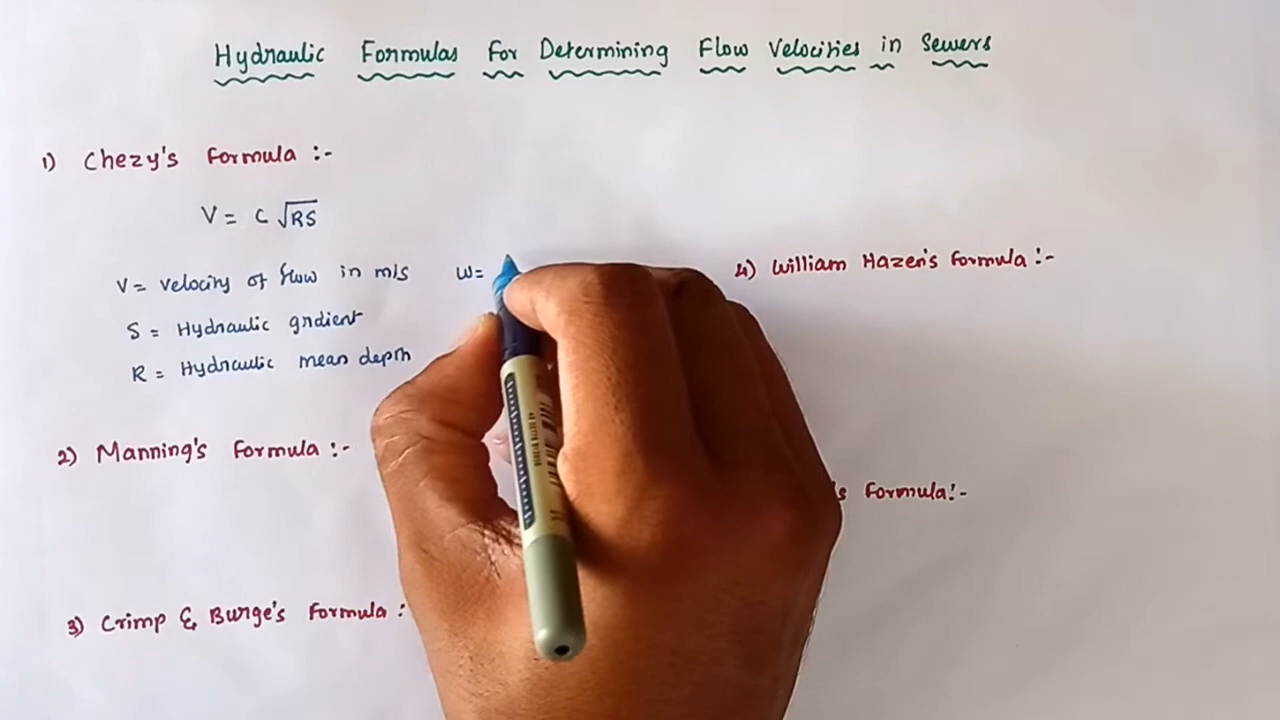 Hydraulic Formulas For Determining Flow Velocities in Sewers
1) Chezy's Formula :-
V = C √RS
V = Velocity of flow in m/s
S = Hydraulic grdient
R = Hydraulic mean depth
W =
2) Manning's Formula :-
3) Crimp & Burge's Formula :
4) William Hazen's Formula :-
's Formula :-